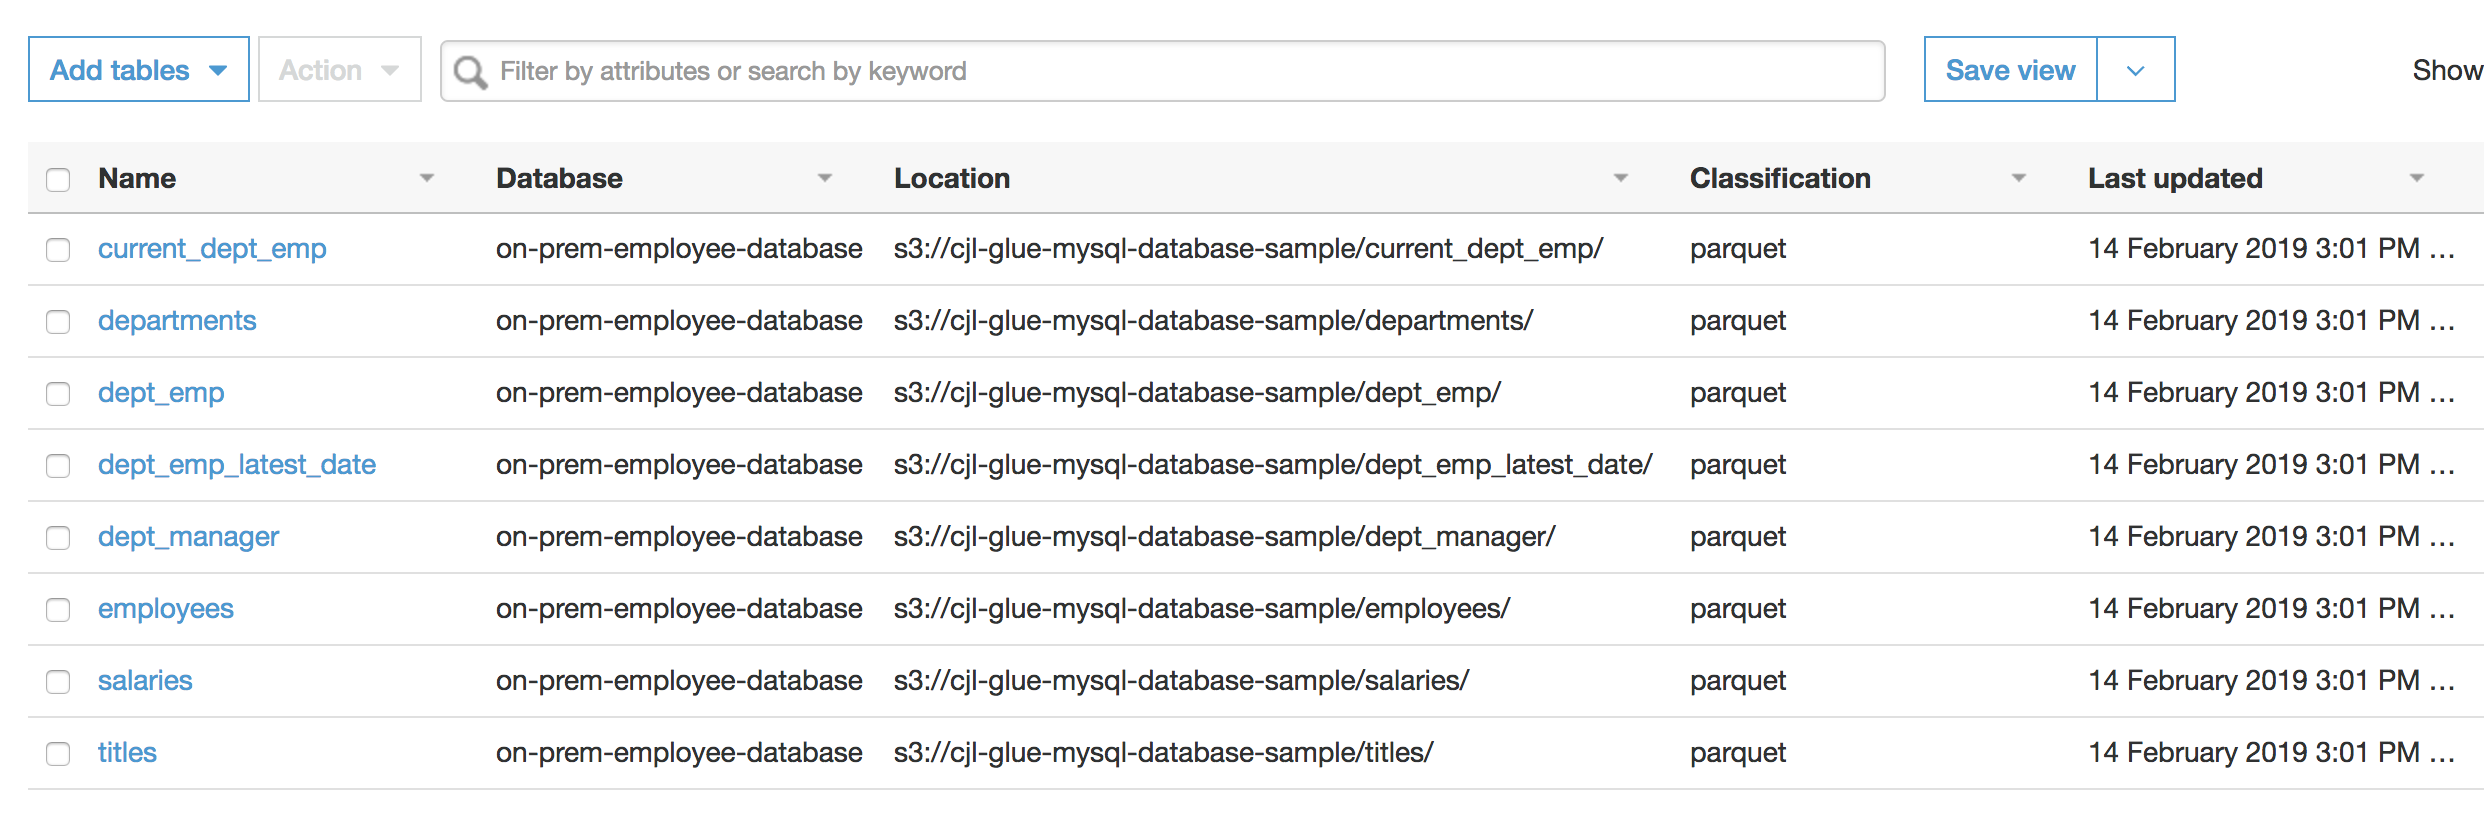 Add tables Action Filter by attributes or search by keyword Save view Show
Name Database Location Classification Last updated
current_dept_emp on-prem-employee-database s3://cjl-glue-mysql-database-sample/current_dept_emp/ parquet 14 February 2019 3:01 PM ...
departments on-prem-employee-database s3://cjl-glue-mysql-database-sample/departments/ parquet 14 February 2019 3:01 PM ...
dept_emp on-prem-employee-database s3://cjl-glue-mysql-database-sample/dept_emp/ parquet 14 February 2019 3:01 PM ...
dept_emp_latest_date on-prem-employee-database s3://cjl-glue-mysql-database-sample/dept_emp_latest_date/ parquet 14 February 2019 3:01 PM ...
dept_manager on-prem-employee-database s3://cjl-glue-mysql-database-sample/dept_manager/ parquet 14 February 2019 3:01 PM ...
employees on-prem-employee-database s3://cjl-glue-mysql-database-sample/employees/ parquet 14 February 2019 3:01 PM ...
salaries on-prem-employee-database s3://cjl-glue-mysql-database-sample/salaries/ parquet 14 February 2019 3:01 PM ...
titles on-prem-employee-database s3://cjl-glue-mysql-database-sample/titles/ parquet 14 February 2019 3:01 PM ...